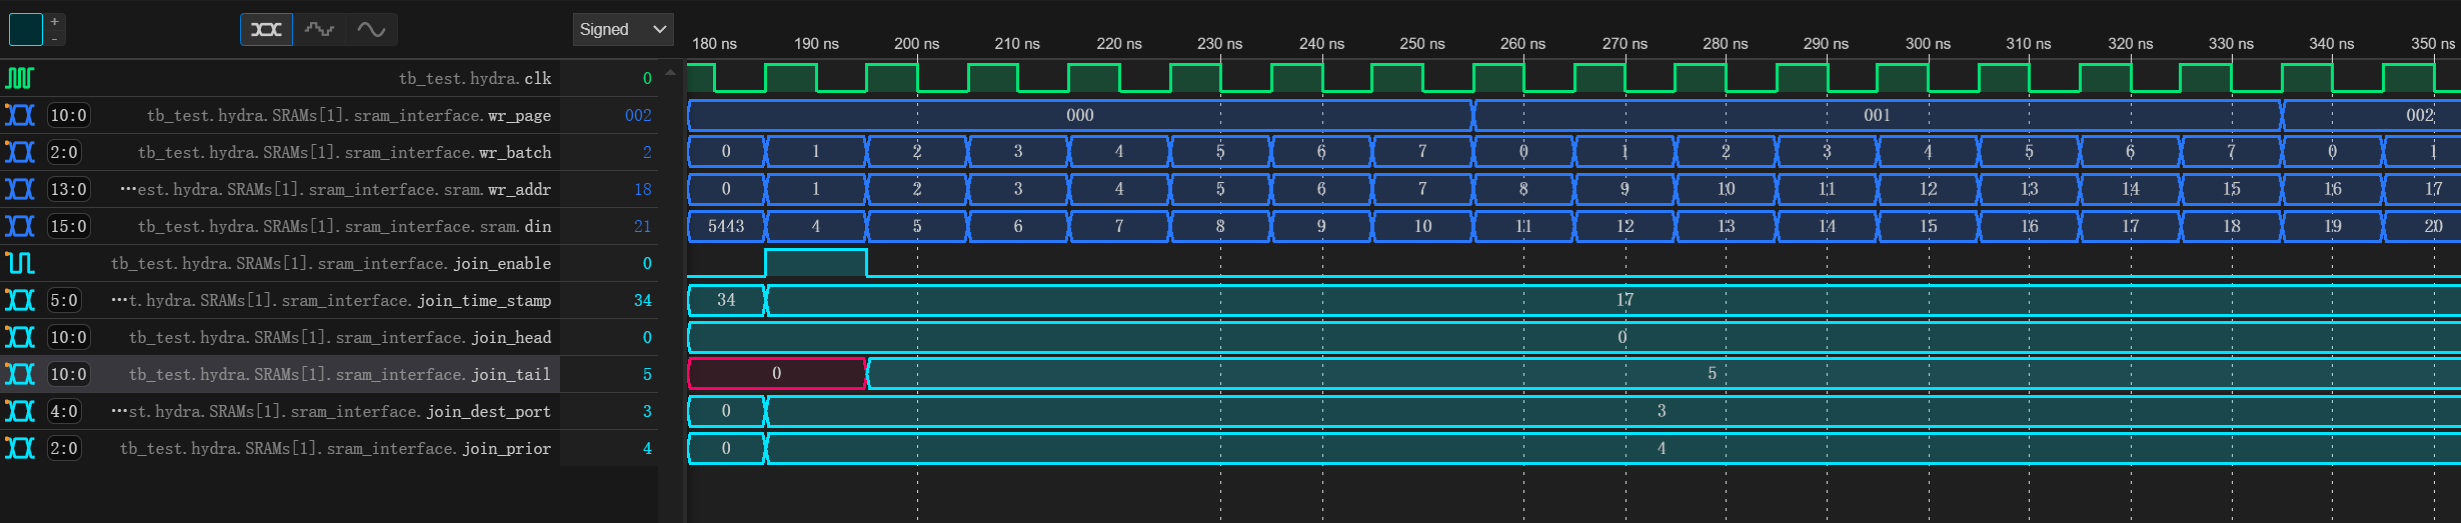 +
-
Signed
180 ns 190 ns 200 ns 210 ns 220 ns 230 ns 240 ns 250 ns 260 ns 270 ns 280 ns 290 ns 300 ns 310 ns 320 ns 330 ns 340 ns 350 ns
tb_test.hydra.clk 0
10:0 tb_test.hydra.SRAMs[1].sram_interface.wr_page 002 000 001 002
2:0 tb_test.hydra.SRAMs[1].sram_interface.wr_batch 2 0 1 2 3 4 5 6 7 0 1 2 3 4 5 6 7 0 1
13:0 ···est.hydra.SRAMs[1].sram_interface.sram.wr_addr 18 0 1 2 3 4 5 6 7 8 9 10 11 12 13 14 15 16 17
15:0 tb_test.hydra.SRAMs[1].sram_interface.sram.din 21 5443 4 5 6 7 8 9 10 11 12 13 14 15 16 17 18 19 20
tb_test.hydra.SRAMs[1].sram_interface.join_enable 0
5:0 ···t.hydra.SRAMs[1].sram_interface.join_time_stamp 34 34 17
10:0 tb_test.hydra.SRAMs[1].sram_interface.join_head 0 0
10:0 tb_test.hydra.SRAMs[1].sram_interface.join_tail 5 0 5
4:0 ···st.hydra.SRAMs[1].sram_interface.join_dest_port 3 0 3
2:0 tb_test.hydra.SRAMs[1].sram_interface.join_prior 4 0 4